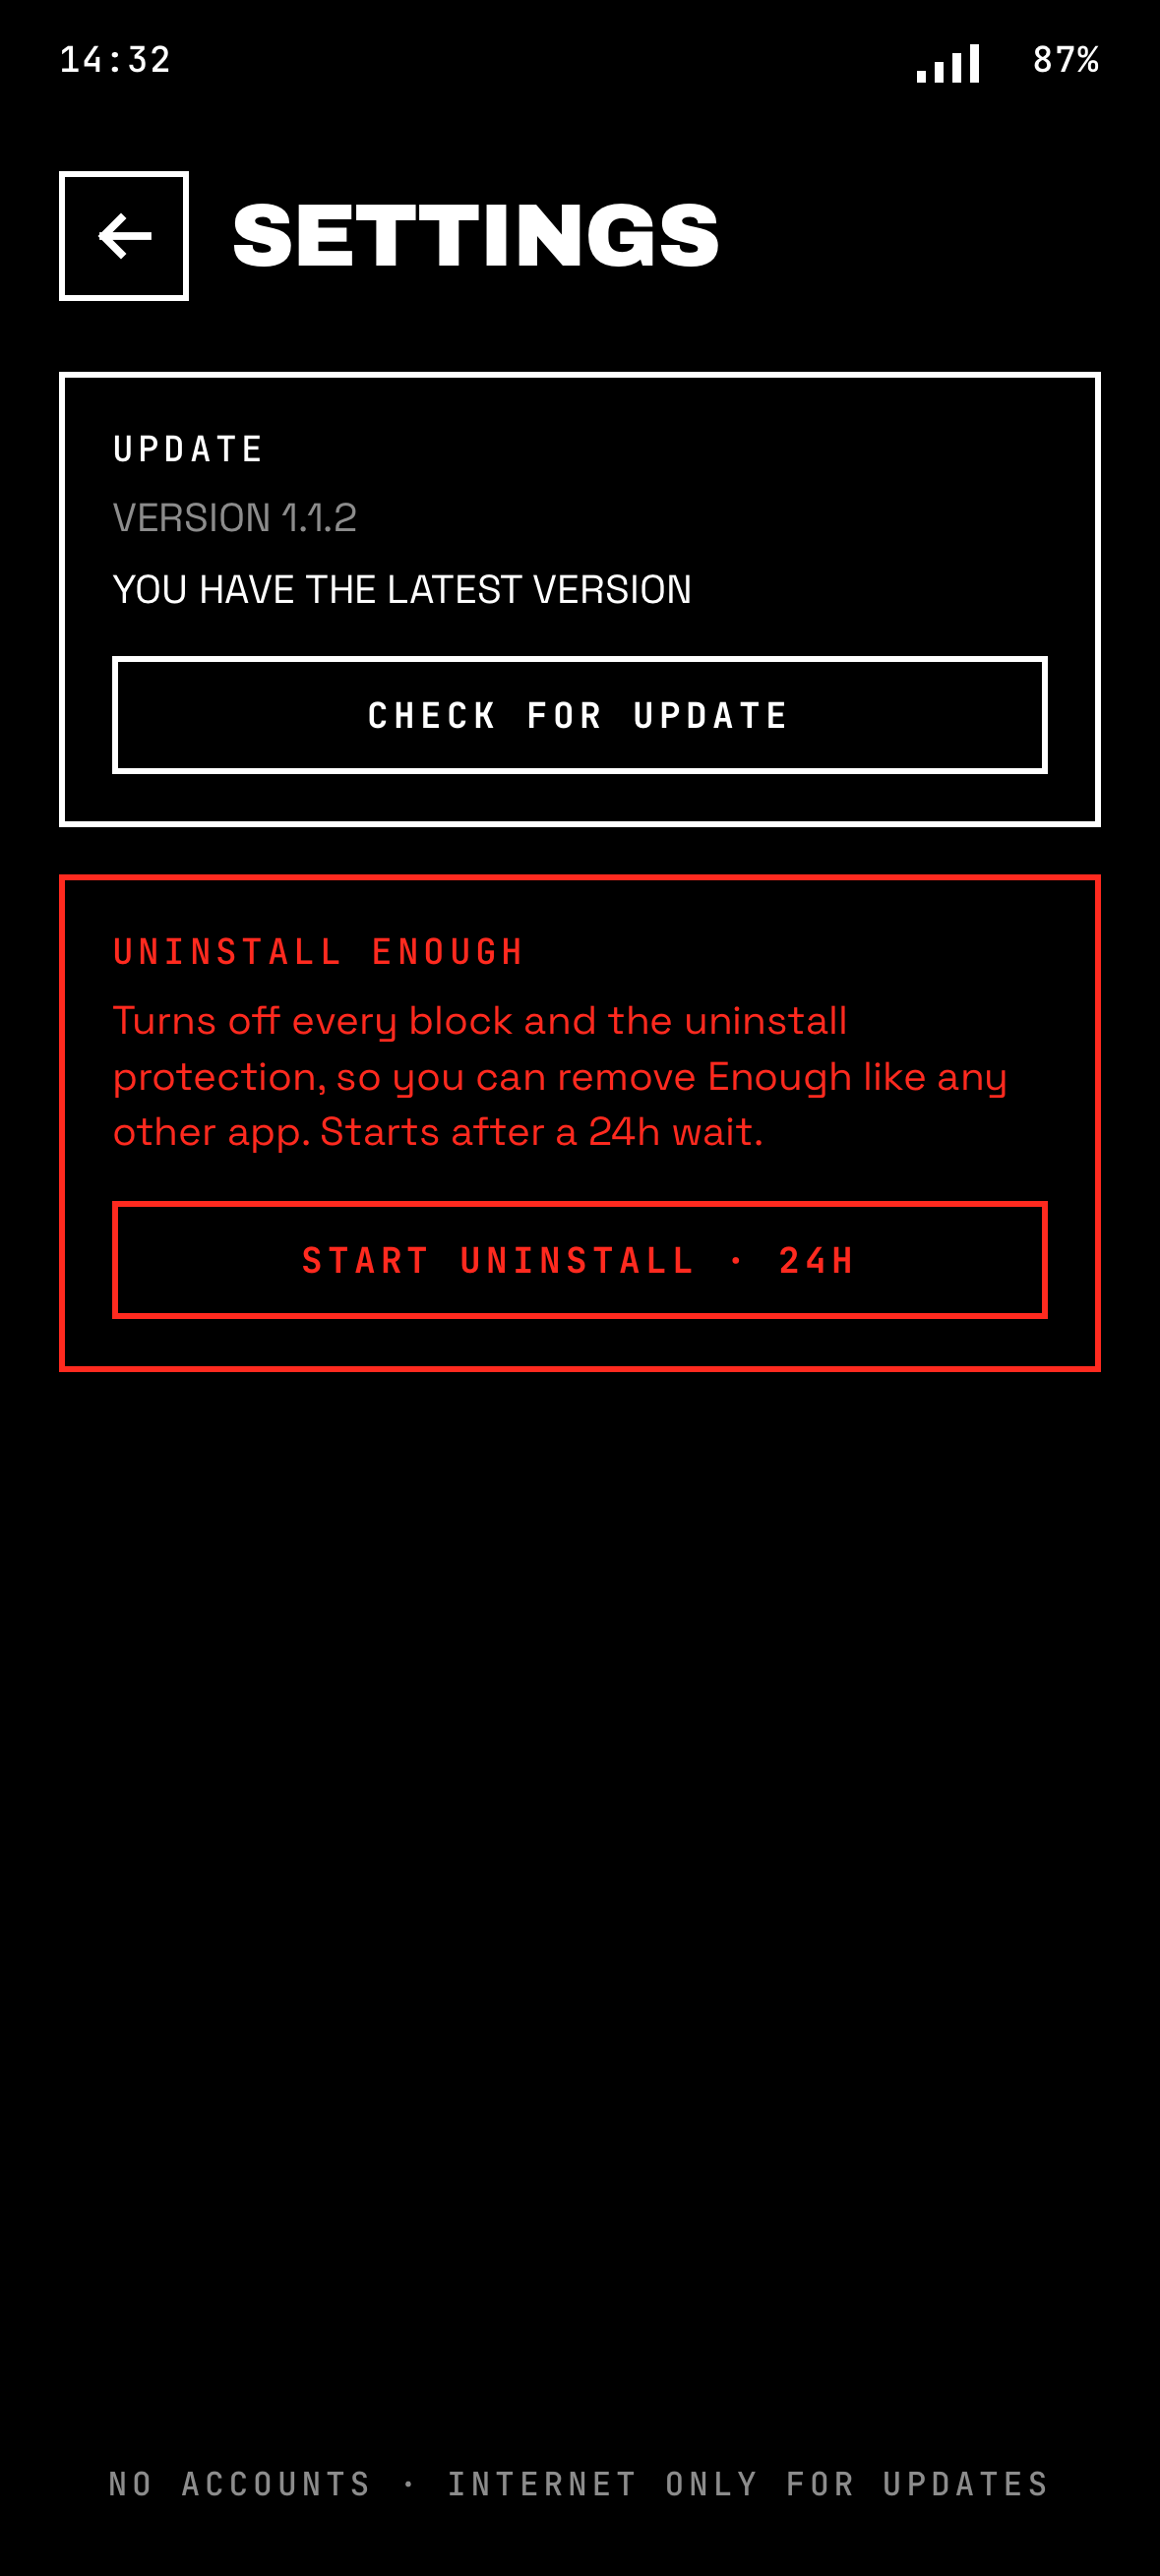 14:32
87%
SETTINGS
UPDATE
VERSION 1.1.2
YOU HAVE THE LATEST VERSION
CHECK FOR UPDATE
UNINSTALL ENOUGH
Turns off every block and the uninstall
protection, so you can remove Enough like any
other app. Starts after a 24h wait.
START UNINSTALL · 24H
NO ACCOUNTS · INTERNET ONLY FOR UPDATES